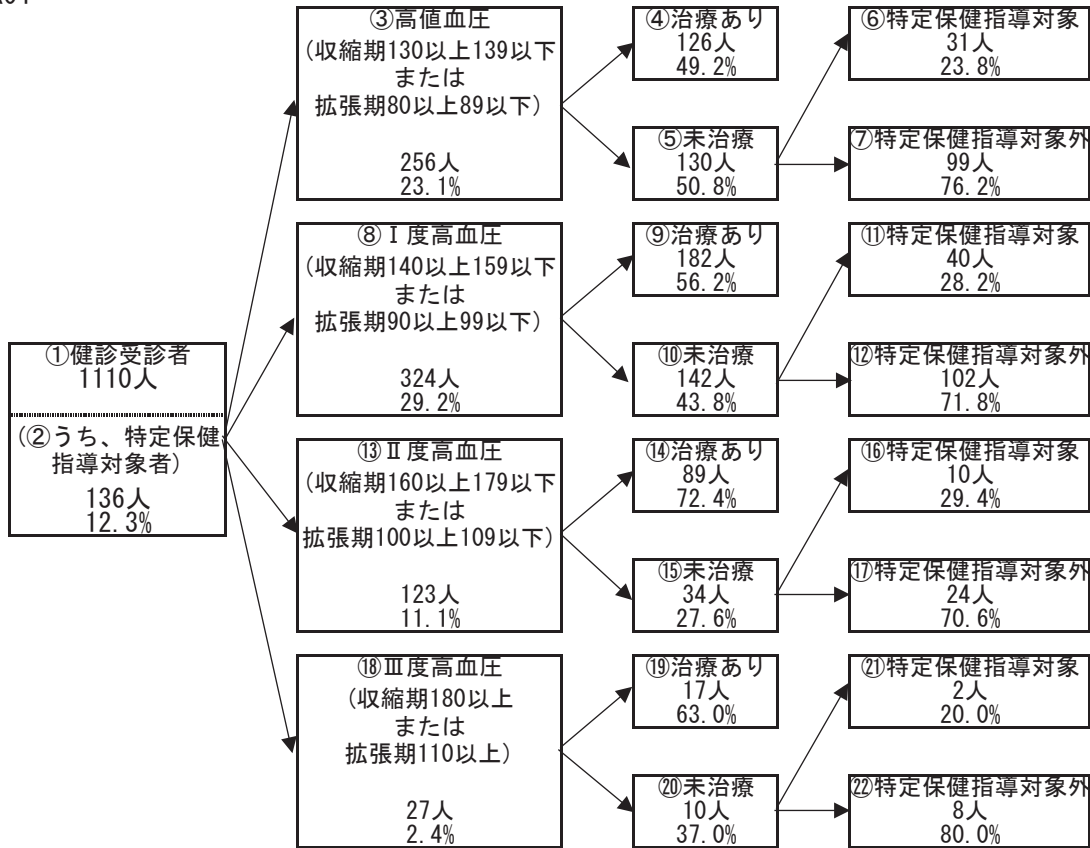 ①健診受診者
1110人
(②うち、特定保健
指導対象者)
136人
12.3%
③高値血圧
(収縮期130以上139以下
または
拡張期80以上89以下)
256人
23.1%
④治療あり
126人
49.2%
⑤未治療
130人
50.8%
⑥特定保健指導対象
31人
23.8%
⑦特定保健指導対象外
99人
76.2%
⑧Ⅰ度高血圧
(収縮期140以上159以下
または
拡張期90以上99以下)
324人
29.2%
⑨治療あり
182人
56.2%
⑩未治療
142人
43.8%
⑪特定保健指導対象
40人
28.2%
⑫特定保健指導対象外
102人
71.8%
⑬Ⅱ度高血圧
(収縮期160以上179以下
または
拡張期100以上109以下)
123人
11.1%
⑭治療あり
89人
72.4%
⑮未治療
34人
27.6%
⑯特定保健指導対象
10人
29.4%
⑰特定保健指導対象外
24人
70.6%
⑱Ⅲ度高血圧
(収縮期180以上
または
拡張期110以上)
27人
2.4%
⑲治療あり
17人
63.0%
⑳未治療
10人
37.0%
㉑特定保健指導対象
2人
20.0%
㉒特定保健指導対象外
8人
80.0%